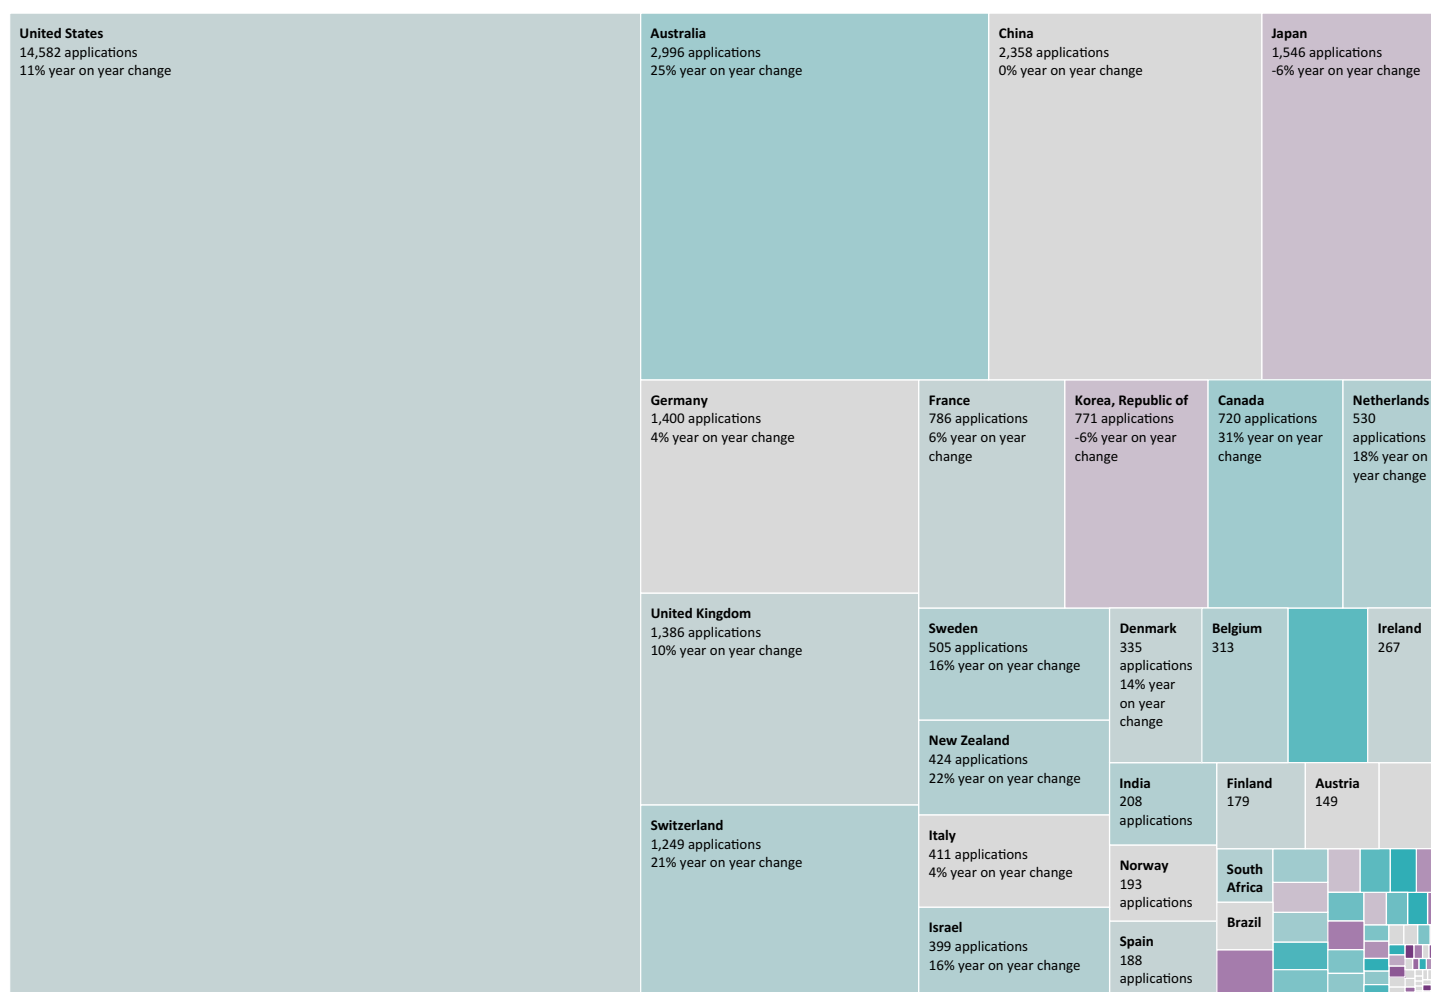 United States
14,582 applications
11% year on year change
Australia
2,996 applications
25% year on year change
China
2,358 applications
0% year on year change
Japan
1,546 applications
-6% year on year change
Germany
1,400 applications
4% year on year change
France
786 applications
6% year on year
change
Korea, Republic of
771 applications
-6% year on year
change
Canada
720 applications
31% year on year
change
Netherlands
530
applications
18% year on
year change
United Kingdom
1,386 applications
10% year on year change
Sweden
505 applications
16% year on year change
Denmark
335
applications
14% year
on year
change
Belgium
313
Ireland
267
New Zealand
424 applications
22% year on year change
India
208
applications
Finland
179
Austria
149
Switzerland
1,249 applications
21% year on year change
Italy
411 applications
4% year on year change
Norway
193
applications
South
Africa
Brazil
Israel
399 applications
16% year on year change
Spain
188
applications